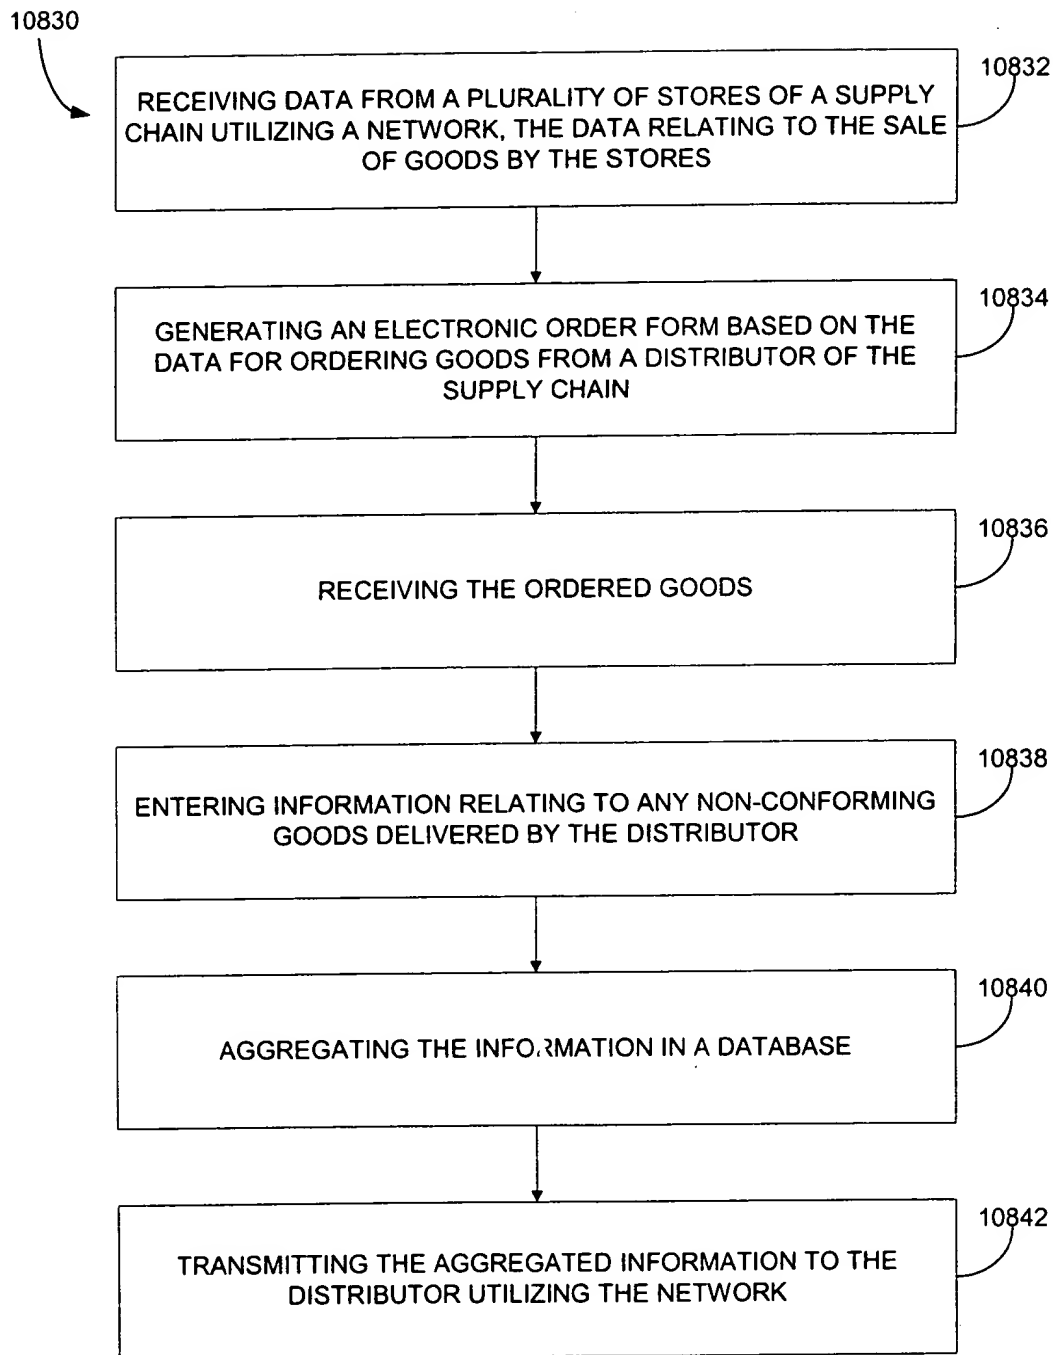 10830
10832
RECEIVING DATA FROM A PLURALITY OF STORES OF A SUPPLY
CHAIN UTILIZING A NETWORK, THE DATA RELATING TO THE SALE
OF GOODS BY THE STORES
10834
GENERATING AN ELECTRONIC ORDER FORM BASED ON THE
DATA FOR ORDERING GOODS FROM A DISTRIBUTOR OF THE
SUPPLY CHAIN
10836
RECEIVING THE ORDERED GOODS
10838
ENTERING INFORMATION RELATING TO ANY NON-CONFORMING
GOODS DELIVERED BY THE DISTRIBUTOR
10840
AGGREGATING THE INFORMATION IN A DATABASE
10842
TRANSMITTING THE AGGREGATED INFORMATION TO THE
DISTRIBUTOR UTILIZING THE NETWORK